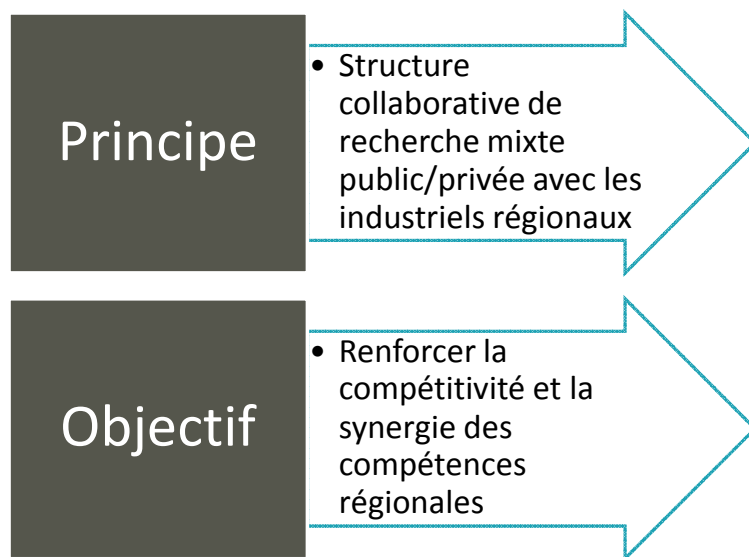 Principe
• Structure
collaborative de
recherche mixte
public/privée avec les
industriels régionaux
Objectif
• Renforcer la
compétitivité et la
synergie des
compétences
régionales